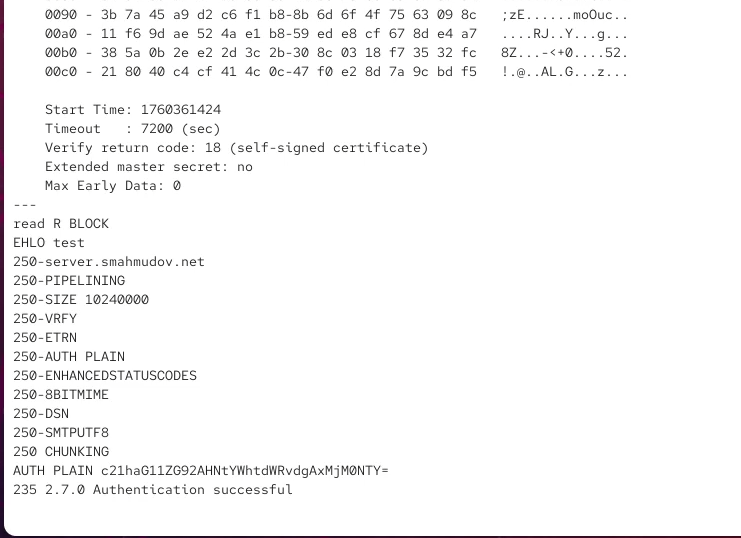 0090 - 3b 7a 45 a9 d2 c6 f1 b8-8b 6d 6f 4f 75 63 09 8c   ;zE......moOuc..
00a0 - 11 f6 9d ae 52 4a e1 b8-59 ed e8 cf 67 8d e4 a7   ....RJ..Y...g...
00b0 - 38 5a 0b 2e e2 2d 3c 2b-30 8c 03 18 f7 35 32 fc   8Z...-<+0....52.
00c0 - 21 80 40 c4 cf 41 4c 0c-47 f0 e2 8d 7a 9c bd f5   !.@..AL.G...z...
Start Time: 1760361424
Timeout   : 7200 (sec)
Verify return code: 18 (self-signed certificate)
Extended master secret: no
Max Early Data: 0
---
read R BLOCK
EHLO test
250-server.smahmudov.net
250-PIPELINING
250-SIZE 10240000
250-VRFY
250-ETRN
250-AUTH PLAIN
250-ENHANCEDSTATUSCODES
250-8BITMIME
250-DSN
250-SMTPUTF8
250 CHUNKING
AUTH PLAIN c21haG11ZG92AHNtYWhtdWRvdgAxMjM0NTY=
235 2.7.0 Authentication successful